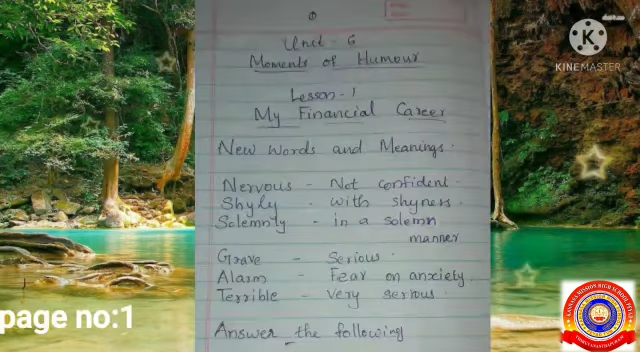 Unit - 6
Moments of Humour
Lesson - 1
My Financial Career
New words and Meanings.
Nervous - Not confident.
Shyly - with shyness.
Solemnly - in a solemn
manner
Grave - Serious.
Alarm - Fear on anxiety.
Terrible - very serious.
Answer the following
page no:1
K
KINEMASTER